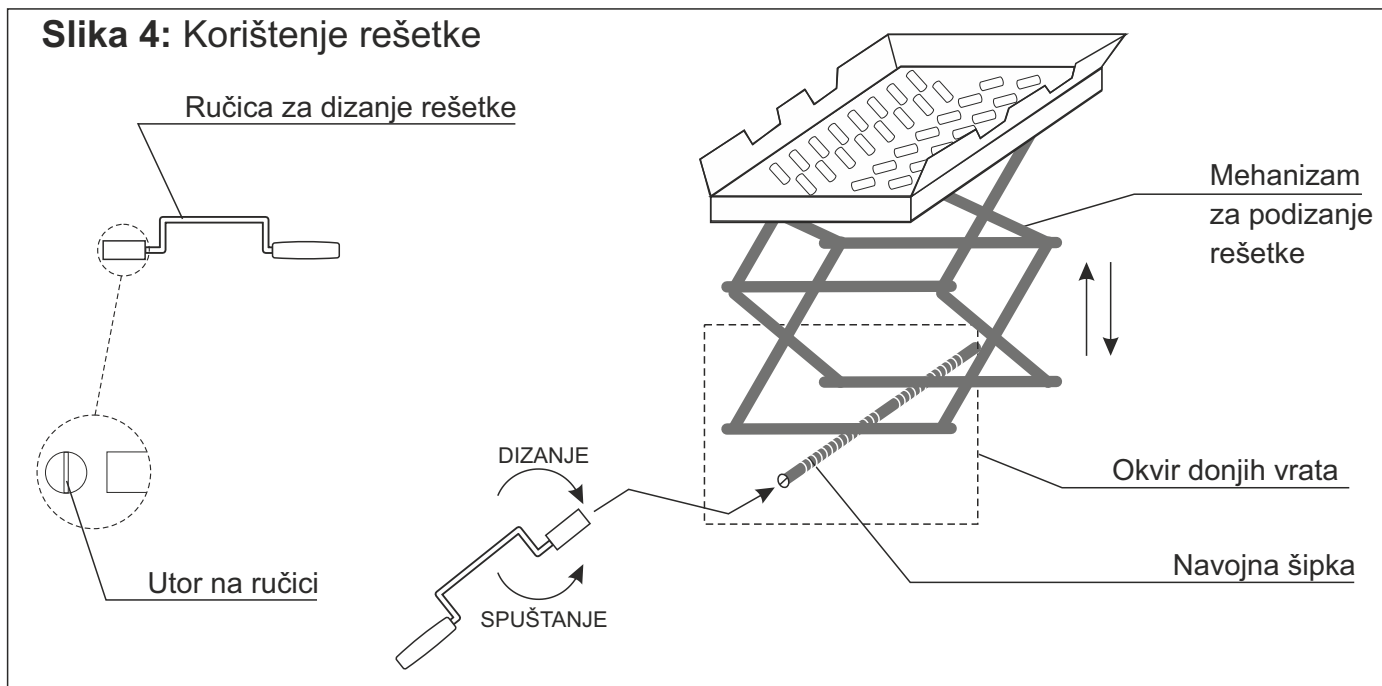 Slika 4: Korištenje rešetke
Ručica za dizanje rešetke
Mehanizam
za podizanje
rešetke
DIZANJE
Okvir donjih vrata
Utor na ručici
SPUŠTANJE
Navojna šipka